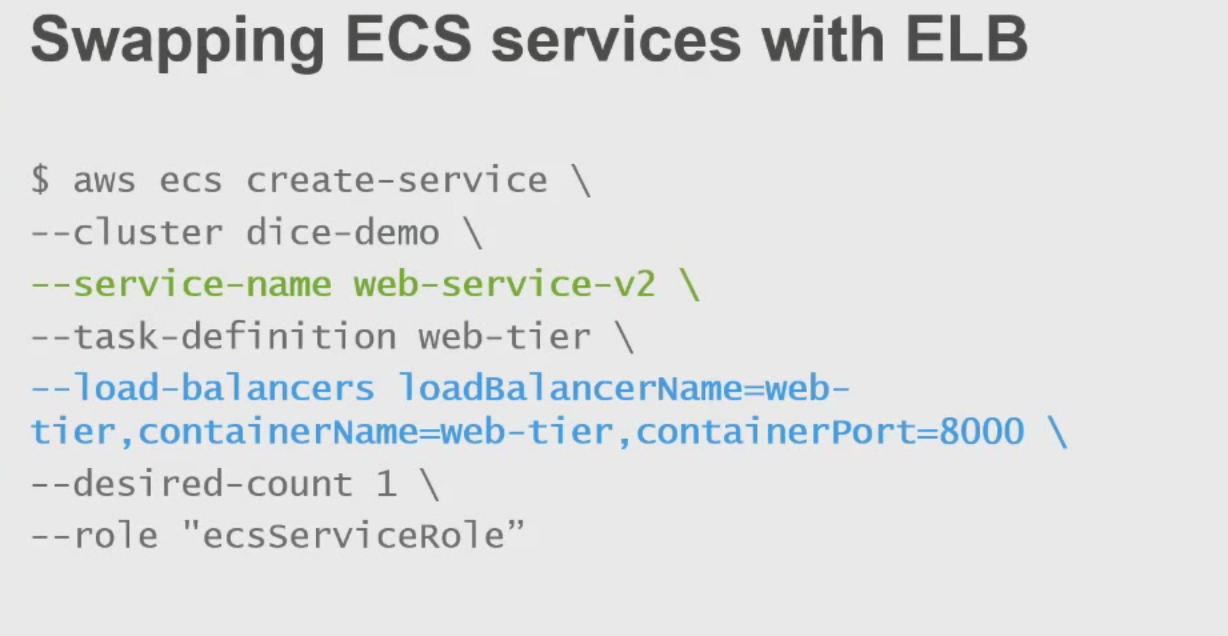 Swapping ECS services with ELB
$ aws ecs create-service \
--cluster dice-demo \
--service-name web-service-v2 \
--task-definition web-tier \
--load-balancers loadBalancerName=web-
tier,containerName=web-tier,containerPort=8000 \
--desired-count 1 \
--role "ecsServiceRole”